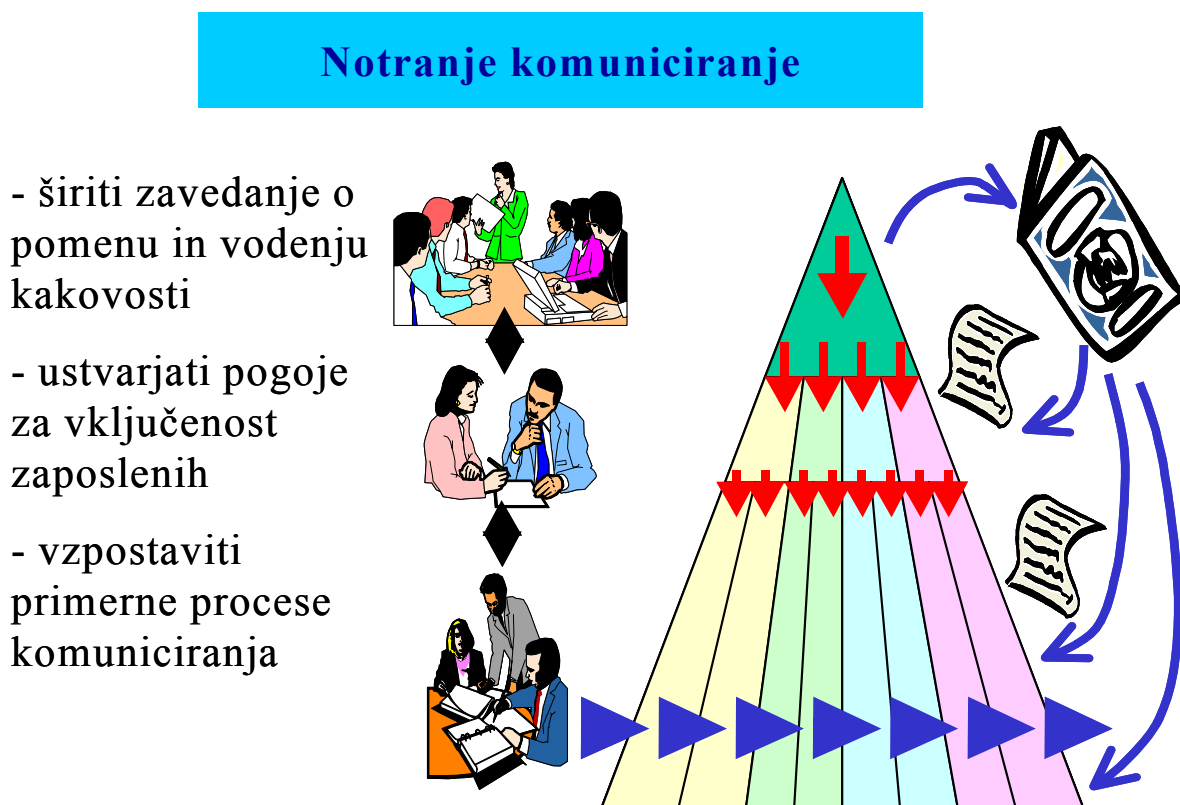 Notranje komuniciranje
- širiti zavedanje o
pomenu in vodenju
kakovosti
- ustvarjati pogoje
za vključenost
zaposlenih
- vzpostaviti
primerne procese
komuniciranja